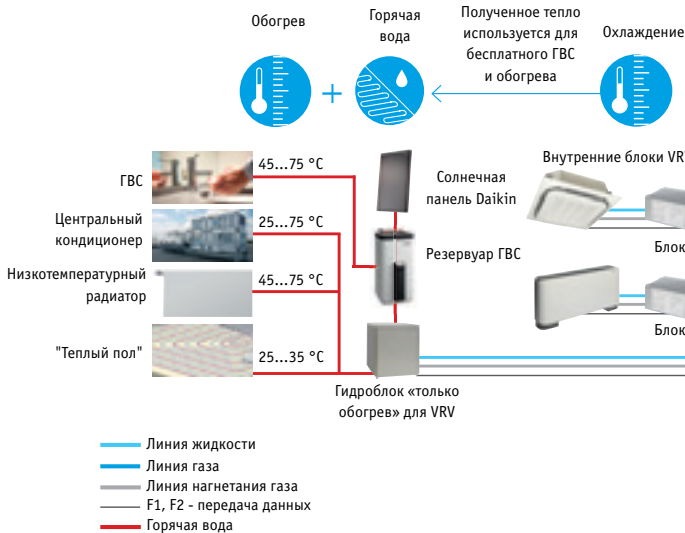 Обогрев
Горячая
вода
Полученное тепло
используется для
бесплатного ГВС
и обогрева
Охлаждение
ГВС
45...75 °C
Центральный
кондиционер
25...75 °C
Низкотемпературный
радиатор
45...75 °C
"Теплый пол"
25...35 °C
Солнечная
панель Daikin
Резервуар ГВС
Гидроблок «только
обогрев» для VRV
Внутренние блоки VRV
Блок
Блок
Линия жидкости
Линия газа
Линия нагнетания газа
F1, F2 - передача данных
Горячая вода